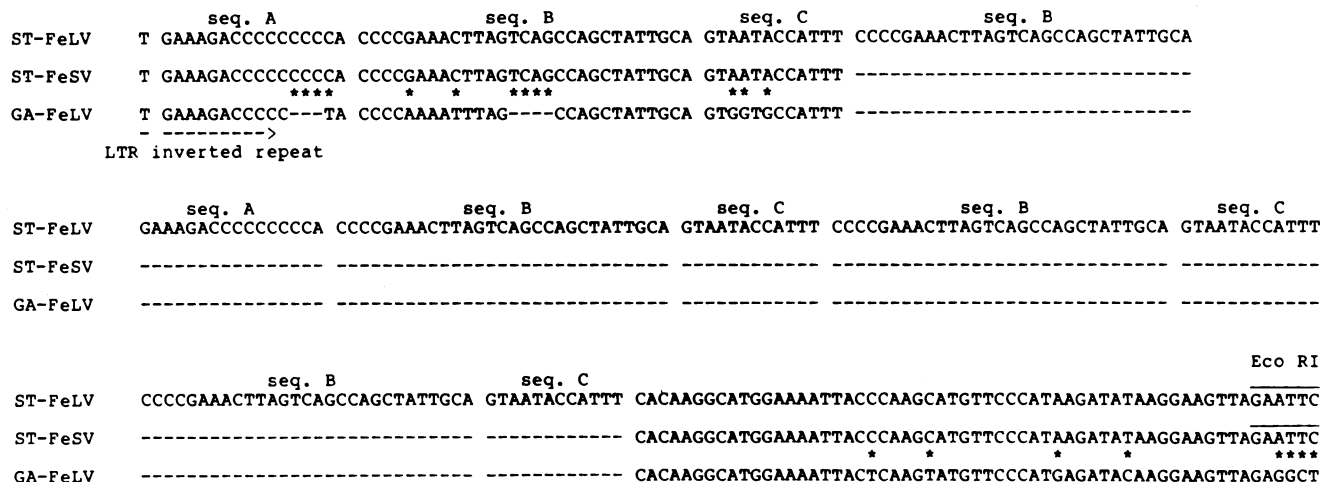 seq. A seq. B seq. C seq. B
ST-FeLV T GAAAGACCCCCCCCCA CCCCGAAACTTAGTCAGCCAGCTATTGCA GTAATACCATTT CCCCGAAACTTAGTCAGCCAGCTATTGCA
ST-FeSV T GAAAGACCCCCCCCCA CCCCGAAACTTAGTCAGCCAGCTATTGCA GTAATACCATTT -----------------------------
**** * * **** ** *
GA-FeLV T GAAAGACCCCC---TA CCCCAAAATTTAG----CCAGCTATTGCA GTGGTGCCATTT -----------------------------
- --------->
LTR inverted repeat
seq. A seq. B seq. C seq. B seq. C
ST-FeLV GAAAGACCCCCCCCCA CCCCGAAACTTAGTCAGCCAGCTATTGCA GTAATACCATTT CCCCGAAACTTAGTCAGCCAGCTATTGCA GTAATACCATTT
ST-FeSV ---------------- ----------------------------- ------------ ----------------------------- ------------
GA-FeLV ---------------- ----------------------------- ------------ ----------------------------- ------------
Eco RI
seq. B seq. C
ST-FeLV CCCCGAAACTTAGTCAGCCAGCTATTGCA GTAATACCATTT CACAAGGCATGGAAAATTACCCAAGCATGTTCCCATAAGATATAAGGAAGTTAGAATTC
ST-FeSV ----------------------------- ------------ CACAAGGCATGGAAAATTACCCAAGCATGTTCCCATAAGATATAAGGAAGTTAGAATTC
* * * * ****
GA-FeLV ----------------------------- ------------ CACAAGGCATGGAAAATTACTCAAGTATGTTCCCATGAGATACAAGGAAGTTAGAGGCT